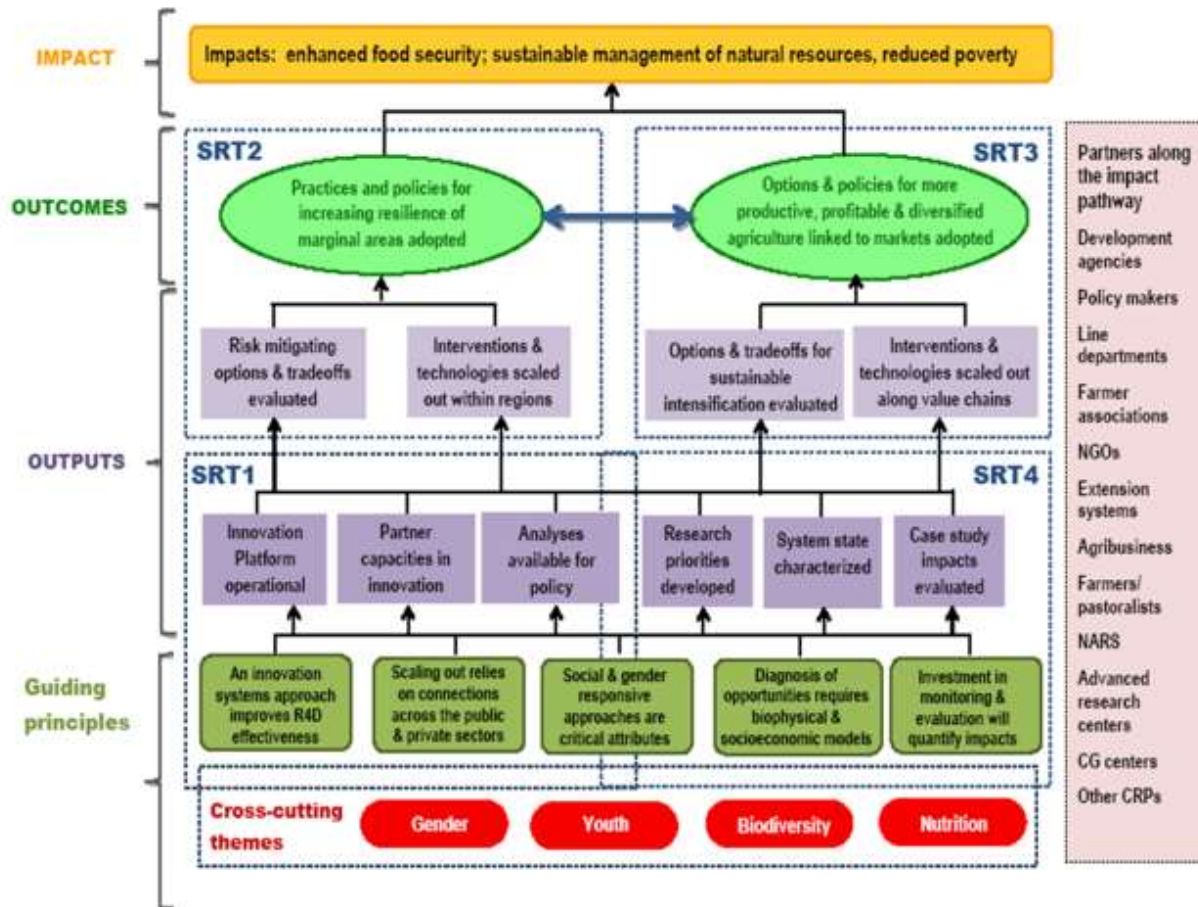 IMPACT
Impacts: enhanced food security; sustainable management of natural resources, reduced poverty
OUTCOMES
SRT2
Practices and policies for
increasing resilience of
marginal areas adopted
SRT3
Options & policies for more
productive, profitable & diversified
agriculture linked to markets adopted
OUTPUTS
Risk mitigating
options & tradeoffs
evaluated
Interventions &
technologies scaled
out within regions
Options & tradeoffs for
sustainable
intensification evaluated
Interventions &
technologies scaled out
along value chains
SRT1
SRT4
Innovation
Platform
operational
Partner
capacities in
innovation
Analyses
available for
policy
Research
priorities
developed
System state
characterized
Case study
impacts
evaluated
Guiding
principles
An innovation
systems approach
improves R4D
effectiveness
Scaling out relies
on connections
across the public
& private sectors
Social & gender
responsive
approaches are
critical attributes
Diagnosis of
opportunities requires
biophysical &
socioeconomic models
Investment in
monitoring &
evaluation will
quantify impacts
Cross-cutting
themes
Gender
Youth
Biodiversity
Nutrition
Partners along
the impact
pathway
Development
agencies
Policy makers
Line
departments
Farmer
associations
NGOs
Extension
systems
Agribusiness
Farmers/
pastoralists
NARS
Advanced
research
centers
CG centers
Other CRPs